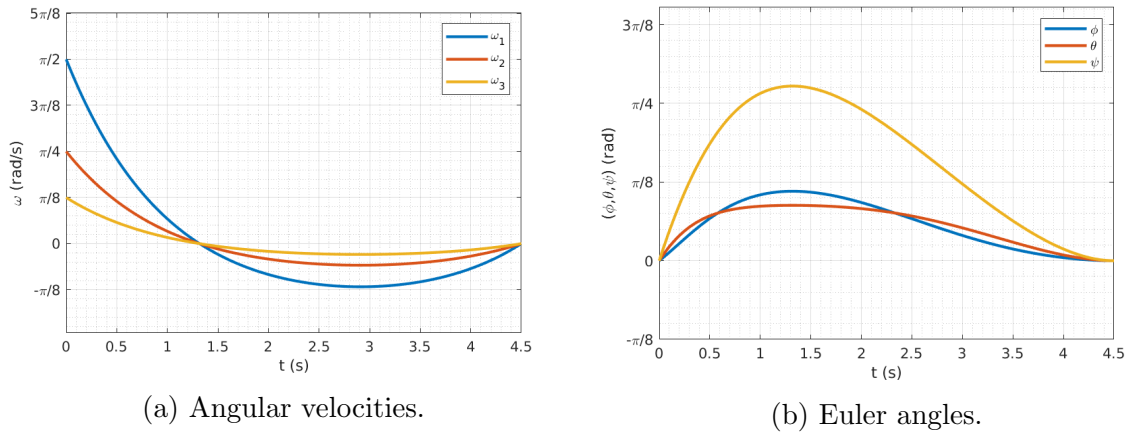 5π/8
π/2
3π/8
π/4
π/8
0
-π/8
ω (rad/s)
ω₁
ω₂
ω₃
0 0.5 1 1.5 2 2.5 3 3.5 4 4.5
t (s)
(a) Angular velocities.
3π/8
π/4
π/8
0
-π/8
(ϕ,θ,ψ) (rad)
ϕ
θ
ψ
0 0.5 1 1.5 2 2.5 3 3.5 4 4.5
t (s)
(b) Euler angles.